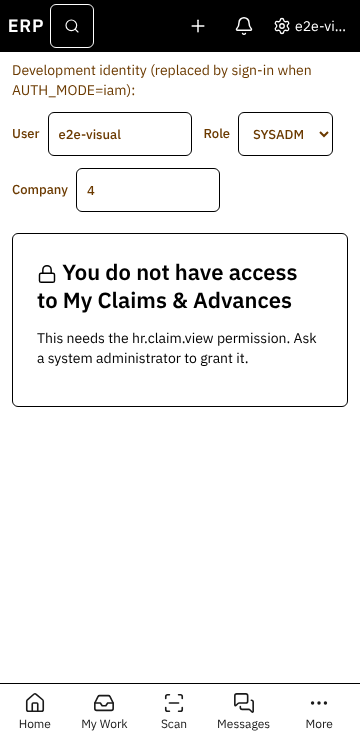 ERP
e2e-vi...
Development identity (replaced by sign-in when
AUTH_MODE=iam):
User e2e-visual Role SYSADM
Company 4
You do not have access
to My Claims & Advances
This needs the hr.claim.view permission. Ask
a system administrator to grant it.
Home My Work Scan Messages More